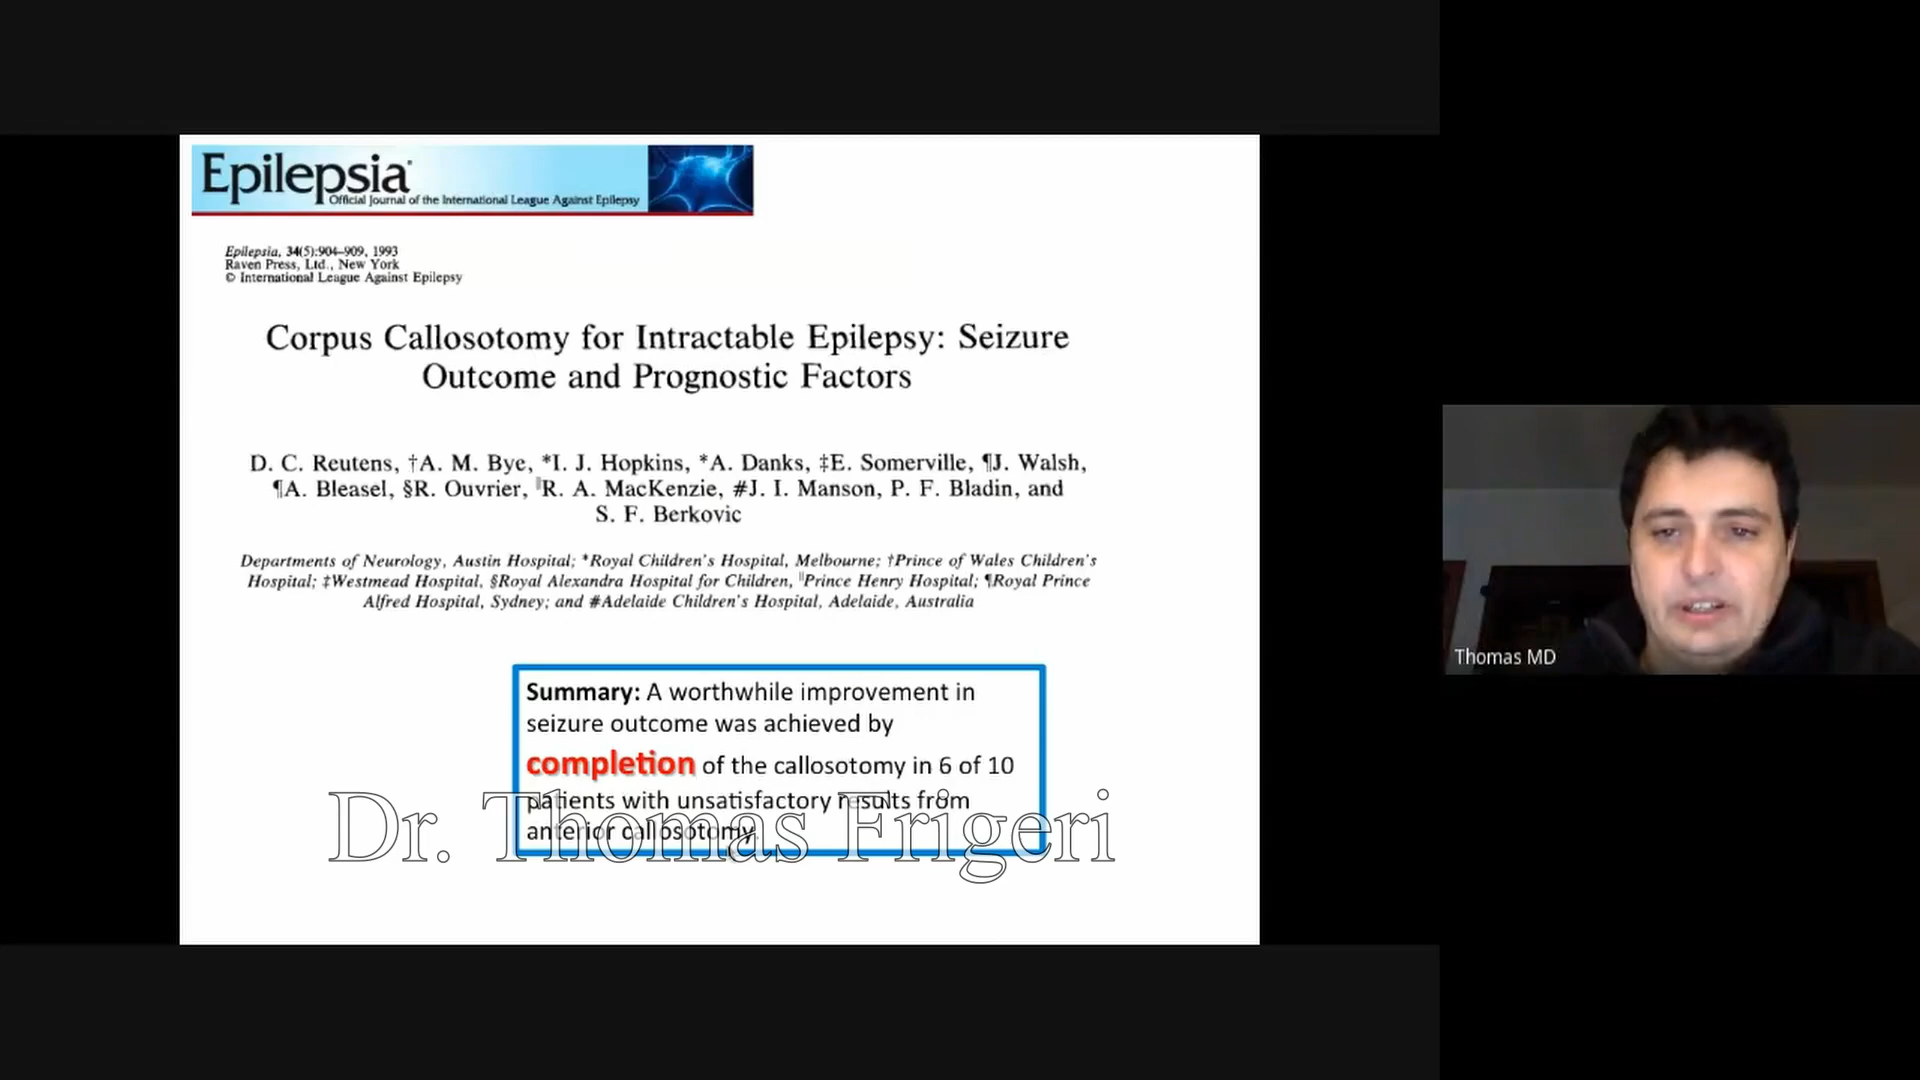 Epilepsia
Official Journal of the International League Against Epilepsy
Epilepsia, 34(5):904–909, 1993
Raven Press, Ltd., New York
© International League Against Epilepsy
Corpus Callosotomy for Intractable Epilepsy: Seizure
Outcome and Prognostic Factors
D. C. Reutens, †A. M. Bye, *I. J. Hopkins, *A. Danks, ‡E. Somerville, ¶J. Walsh,
¶A. Bleasel, §R. Ouvrier, ‖R. A. MacKenzie, #J. I. Manson, P. F. Bladin, and
S. F. Berkovic
Departments of Neurology, Austin Hospital; *Royal Children's Hospital, Melbourne; †Prince of Wales Children's
Hospital; ‡Westmead Hospital, §Royal Alexandra Hospital for Children, ‖Prince Henry Hospital; ¶Royal Prince
Alfred Hospital, Sydney; and #Adelaide Children's Hospital, Adelaide, Australia
Summary: A worthwhile improvement in
seizure outcome was achieved by
completion of the callosotomy in 6 of 10
patients with unsatisfactory results from
anterior callosotomy.
Dr. Thomas Frigeri
Thomas MD